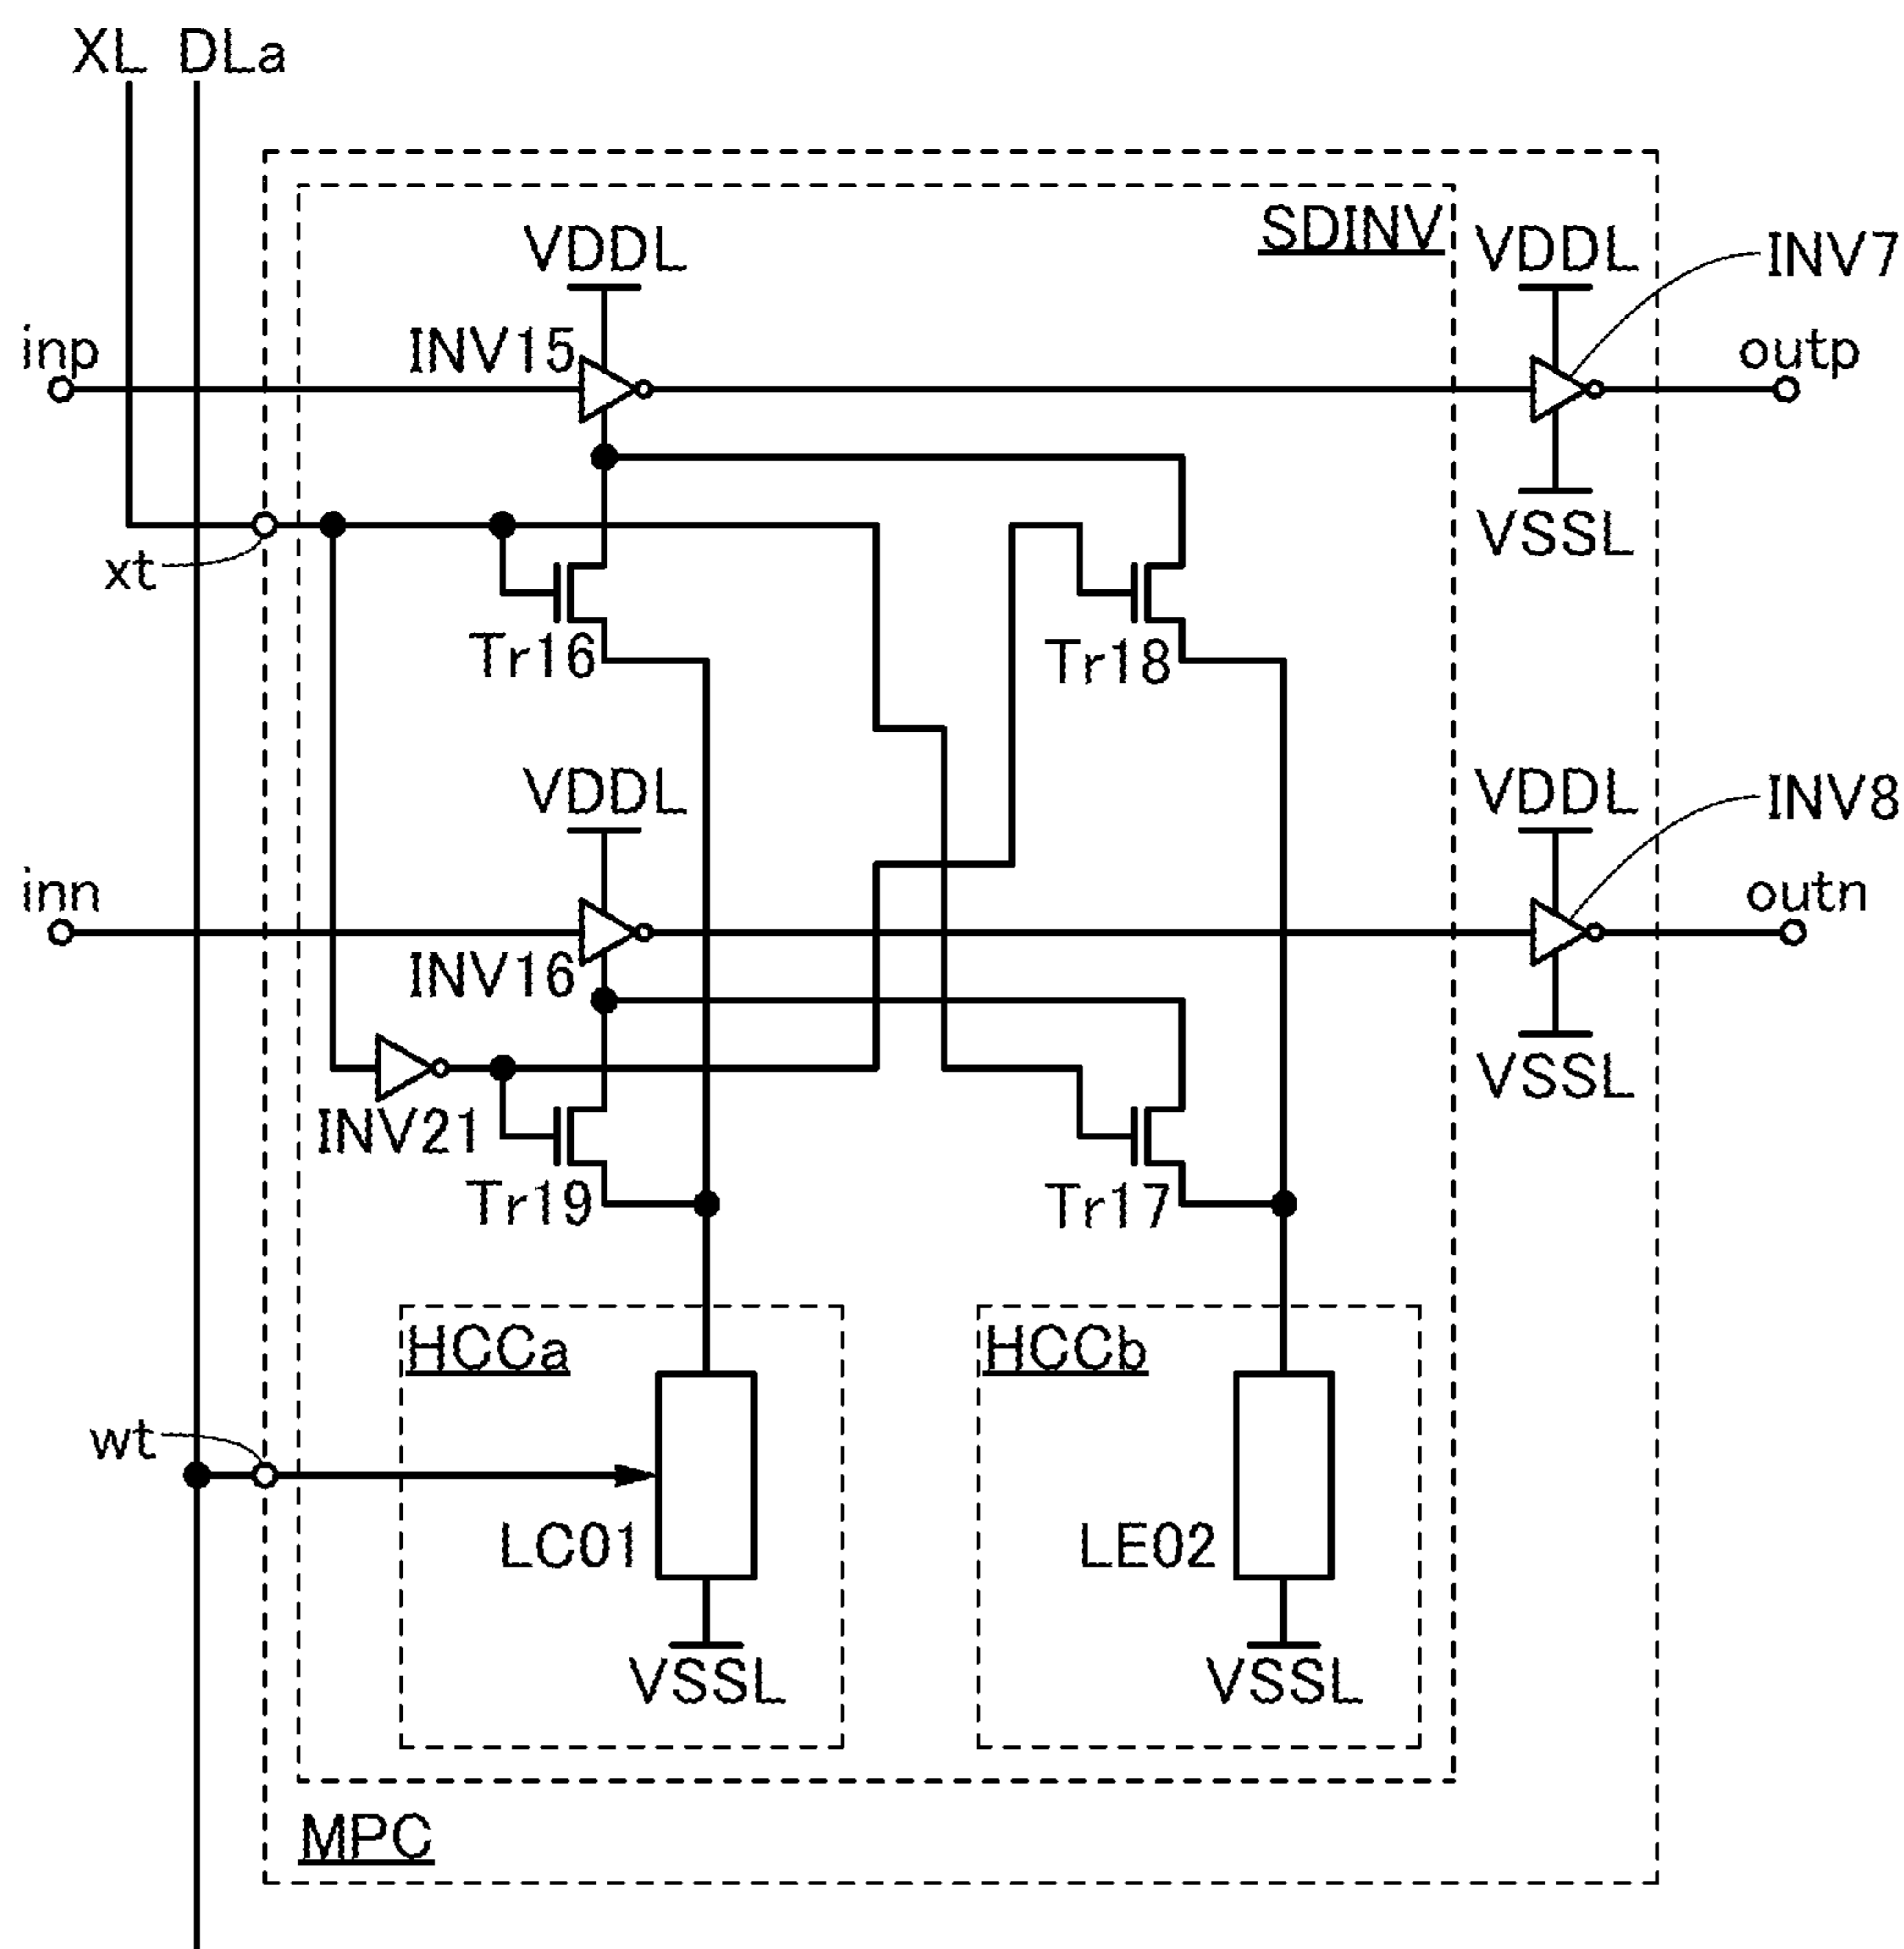 XL DLa
SDINV
VDDL
VDDL
INV7
INV15
inp
outp
xt
VSSL
Tr16
Tr18
VDDL
VDDL
INV8
inn
outn
INV16
VSSL
INV21
Tr19
Tr17
HCCa
HCCb
wt
LC01
LE02
VSSL
VSSL
MPC